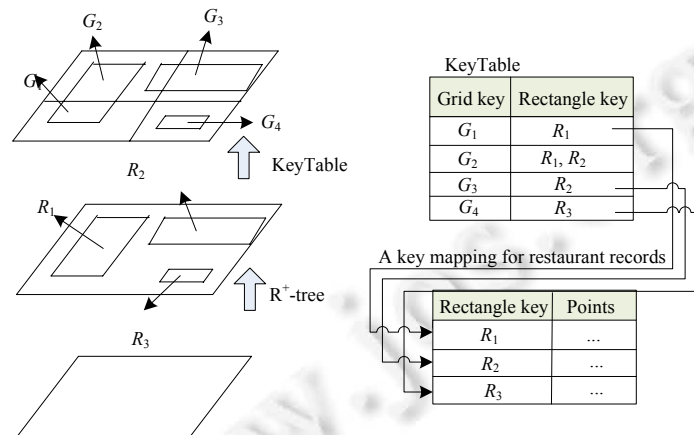 G2
G3
G
G4
KeyTable
R2
R1
R+-tree
R3
KeyTable
Grid key Rectangle key
G1 R1
G2 R1, R2
G3 R2
G4 R3
A key mapping for restaurant records
Rectangle key Points
R1 ...
R2 ...
R3 ...